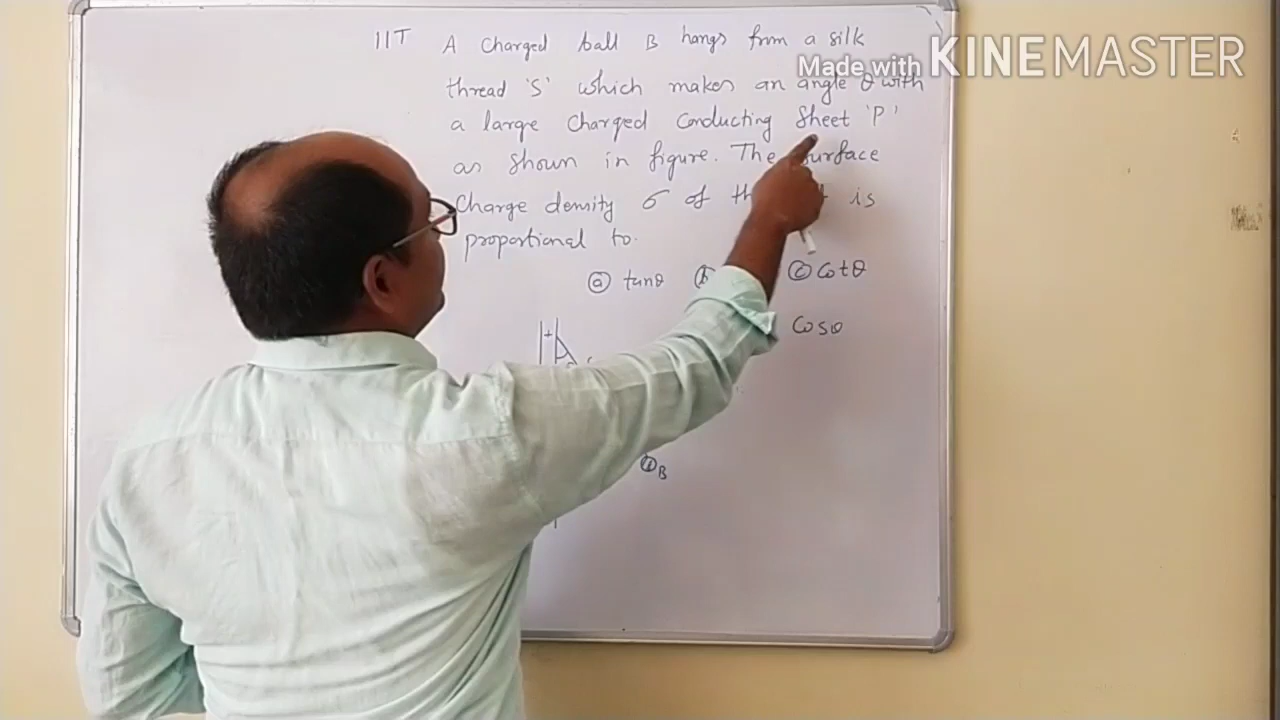 IIT A charged ball B hangs from a silk
Made with KINEMASTER
thread 'S' which makes an angle θ with
a large charged conducting sheet 'P'
as shown in figure. The surface
charge density σ of is
proportional to.
(a) tanθ (c) cotθ
cosθ
+
B